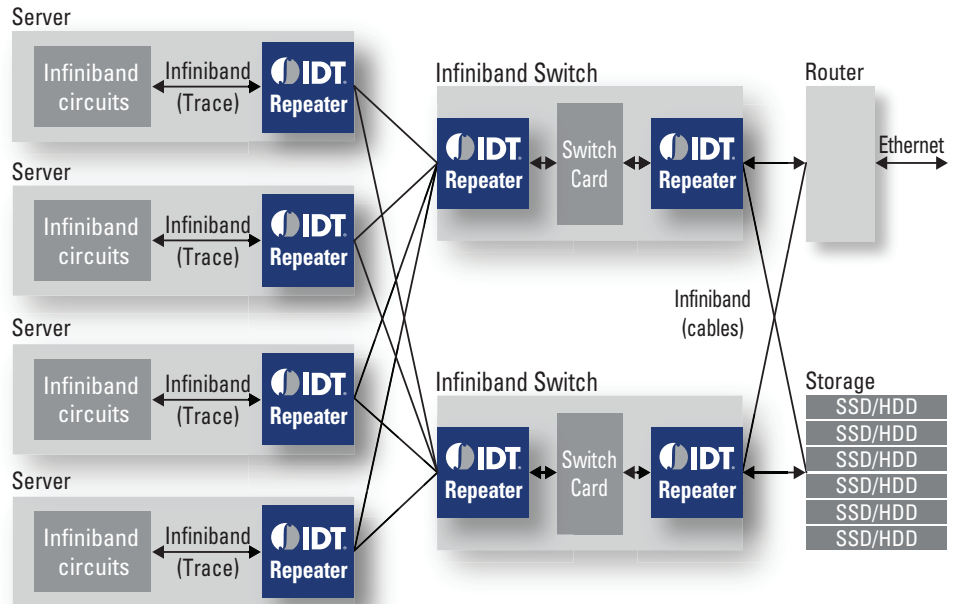 Server
Infiniband
circuits
Infiniband
(Trace)
IDT.
Repeater
Server
Infiniband
circuits
Infiniband
(Trace)
IDT.
Repeater
Server
Infiniband
circuits
Infiniband
(Trace)
IDT.
Repeater
Server
Infiniband
circuits
Infiniband
(Trace)
IDT.
Repeater
Infiniband Switch
IDT.
Repeater
Switch
Card
IDT.
Repeater
Infiniband Switch
IDT.
Repeater
Switch
Card
IDT.
Repeater
Infiniband
(cables)
Router
Ethernet
Storage
SSD/HDD
SSD/HDD
SSD/HDD
SSD/HDD
SSD/HDD
SSD/HDD